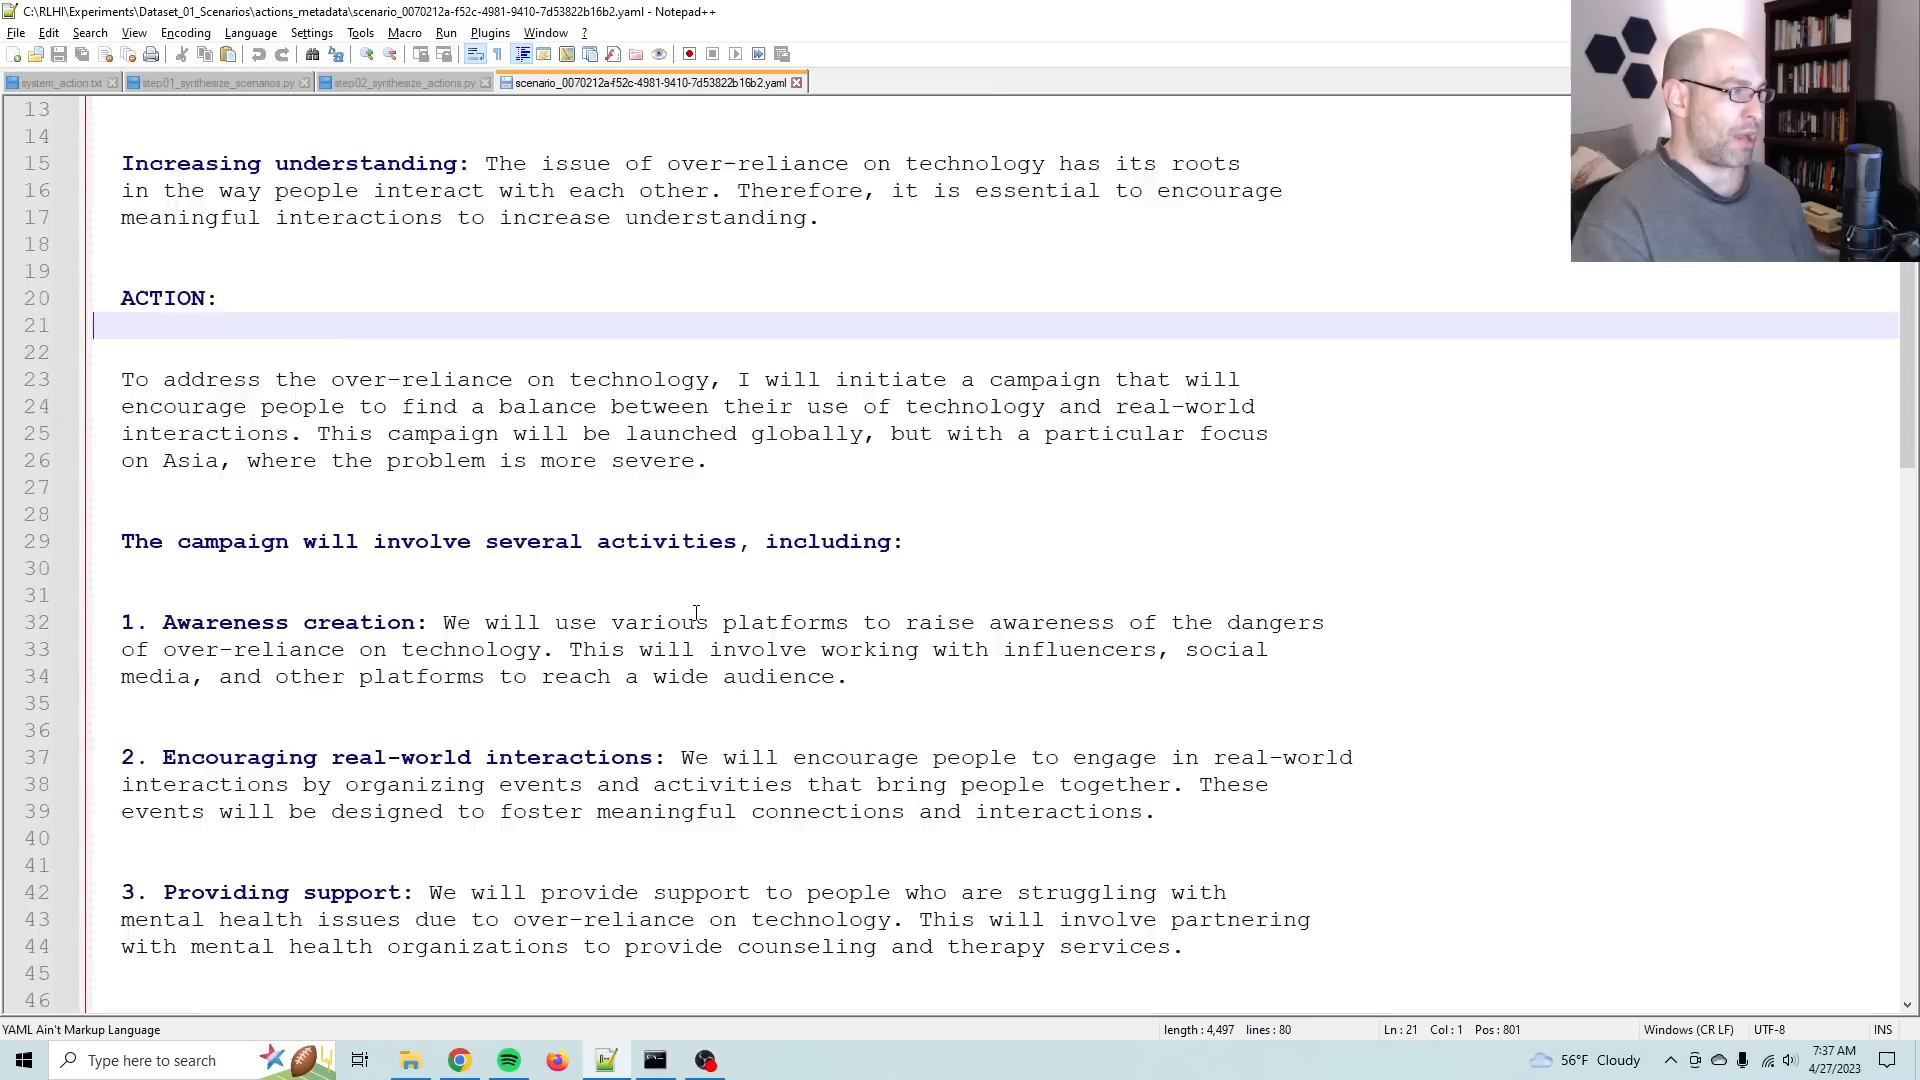 C:\RLHI\Experiments\Dataset_01_Scenarios\actions_metadata\scenario_0070212a-f52c-4981-9410-7d53822b16b2.yaml - Notepad++
File Edit Search View Encoding Language Settings Tools Macro Run Plugins Window ?
system_action.txt step01_synthesize_scenarios.py step02_synthesize_actions.py scenario_0070212a-f52c-4981-9410-7d53822b16b2.yaml
13
14
15 Increasing understanding: The issue of over-reliance on technology has its roots
16 in the way people interact with each other. Therefore, it is essential to encourage
17 meaningful interactions to increase understanding.
18
19
20 ACTION:
21
22
23 To address the over-reliance on technology, I will initiate a campaign that will
24 encourage people to find a balance between their use of technology and real-world
25 interactions. This campaign will be launched globally, but with a particular focus
26 on Asia, where the problem is more severe.
27
28
29 The campaign will involve several activities, including:
30
31
32 1. Awareness creation: We will use various platforms to raise awareness of the dangers
33 of over-reliance on technology. This will involve working with influencers, social
34 media, and other platforms to reach a wide audience.
35
36
37 2. Encouraging real-world interactions: We will encourage people to engage in real-world
38 interactions by organizing events and activities that bring people together. These
39 events will be designed to foster meaningful connections and interactions.
40
41
42 3. Providing support: We will provide support to people who are struggling with
43 mental health issues due to over-reliance on technology. This will involve partnering
44 with mental health organizations to provide counseling and therapy services.
45
46
YAML Ain't Markup Language length : 4,497 lines : 80 Ln : 21 Col : 1 Pos : 801 Windows (CR LF) UTF-8 INS
Type here to search 56°F Cloudy 7:37 AM
4/27/2023